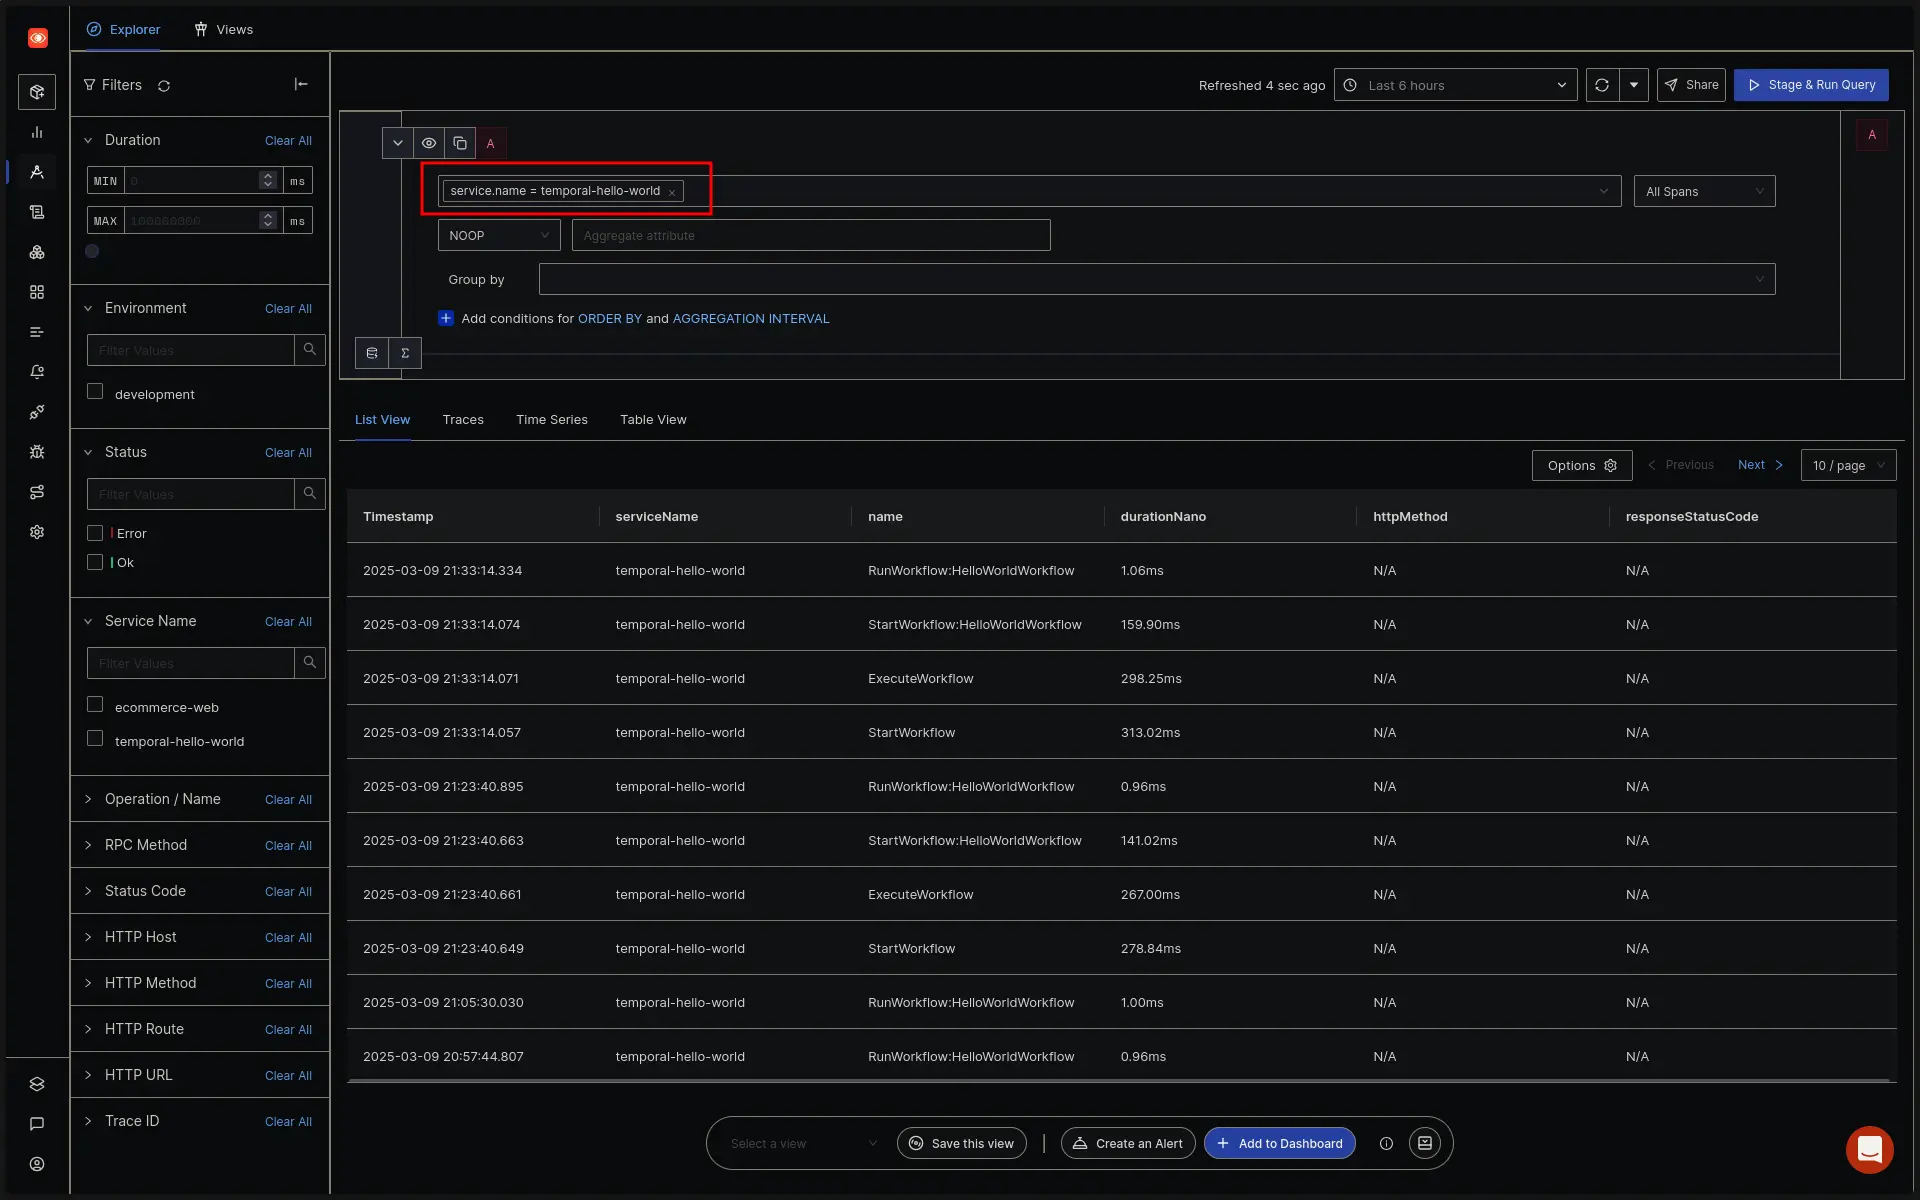 Explorer
Views
Filters
Duration
Clear All
MIN
0
ms
MAX
100000000
ms
Environment
Clear All
Filter Values
development
Status
Clear All
Filter Values
Error
Ok
Service Name
Clear All
Filter Values
ecommerce-web
temporal-hello-world
Operation / Name
Clear All
RPC Method
Clear All
Status Code
Clear All
HTTP Host
Clear All
HTTP Method
Clear All
HTTP Route
Clear All
HTTP URL
Clear All
Trace ID
Clear All
Refreshed 4 sec ago
Last 6 hours
Share
Stage & Run Query
A
A
service.name = temporal-hello-world ×
All Spans
NOOP
Aggregate attribute
Group by
Add conditions for ORDER BY and AGGREGATION INTERVAL
List View
Traces
Time Series
Table View
Options
Previous
Next
10 / page
Timestamp serviceName name durationNano httpMethod responseStatusCode
2025-03-09 21:33:14.334 temporal-hello-world RunWorkflow:HelloWorldWorkflow 1.06ms N/A N/A
2025-03-09 21:33:14.074 temporal-hello-world StartWorkflow:HelloWorldWorkflow 159.90ms N/A N/A
2025-03-09 21:33:14.071 temporal-hello-world ExecuteWorkflow 298.25ms N/A N/A
2025-03-09 21:33:14.057 temporal-hello-world StartWorkflow 313.02ms N/A N/A
2025-03-09 21:23:40.895 temporal-hello-world RunWorkflow:HelloWorldWorkflow 0.96ms N/A N/A
2025-03-09 21:23:40.663 temporal-hello-world StartWorkflow:HelloWorldWorkflow 141.02ms N/A N/A
2025-03-09 21:23:40.661 temporal-hello-world ExecuteWorkflow 267.00ms N/A N/A
2025-03-09 21:23:40.649 temporal-hello-world StartWorkflow 278.84ms N/A N/A
2025-03-09 21:05:30.030 temporal-hello-world RunWorkflow:HelloWorldWorkflow 1.00ms N/A N/A
2025-03-09 20:57:44.807 temporal-hello-world RunWorkflow:HelloWorldWorkflow 0.96ms N/A N/A
Select a view
Save this view
Create an Alert
Add to Dashboard